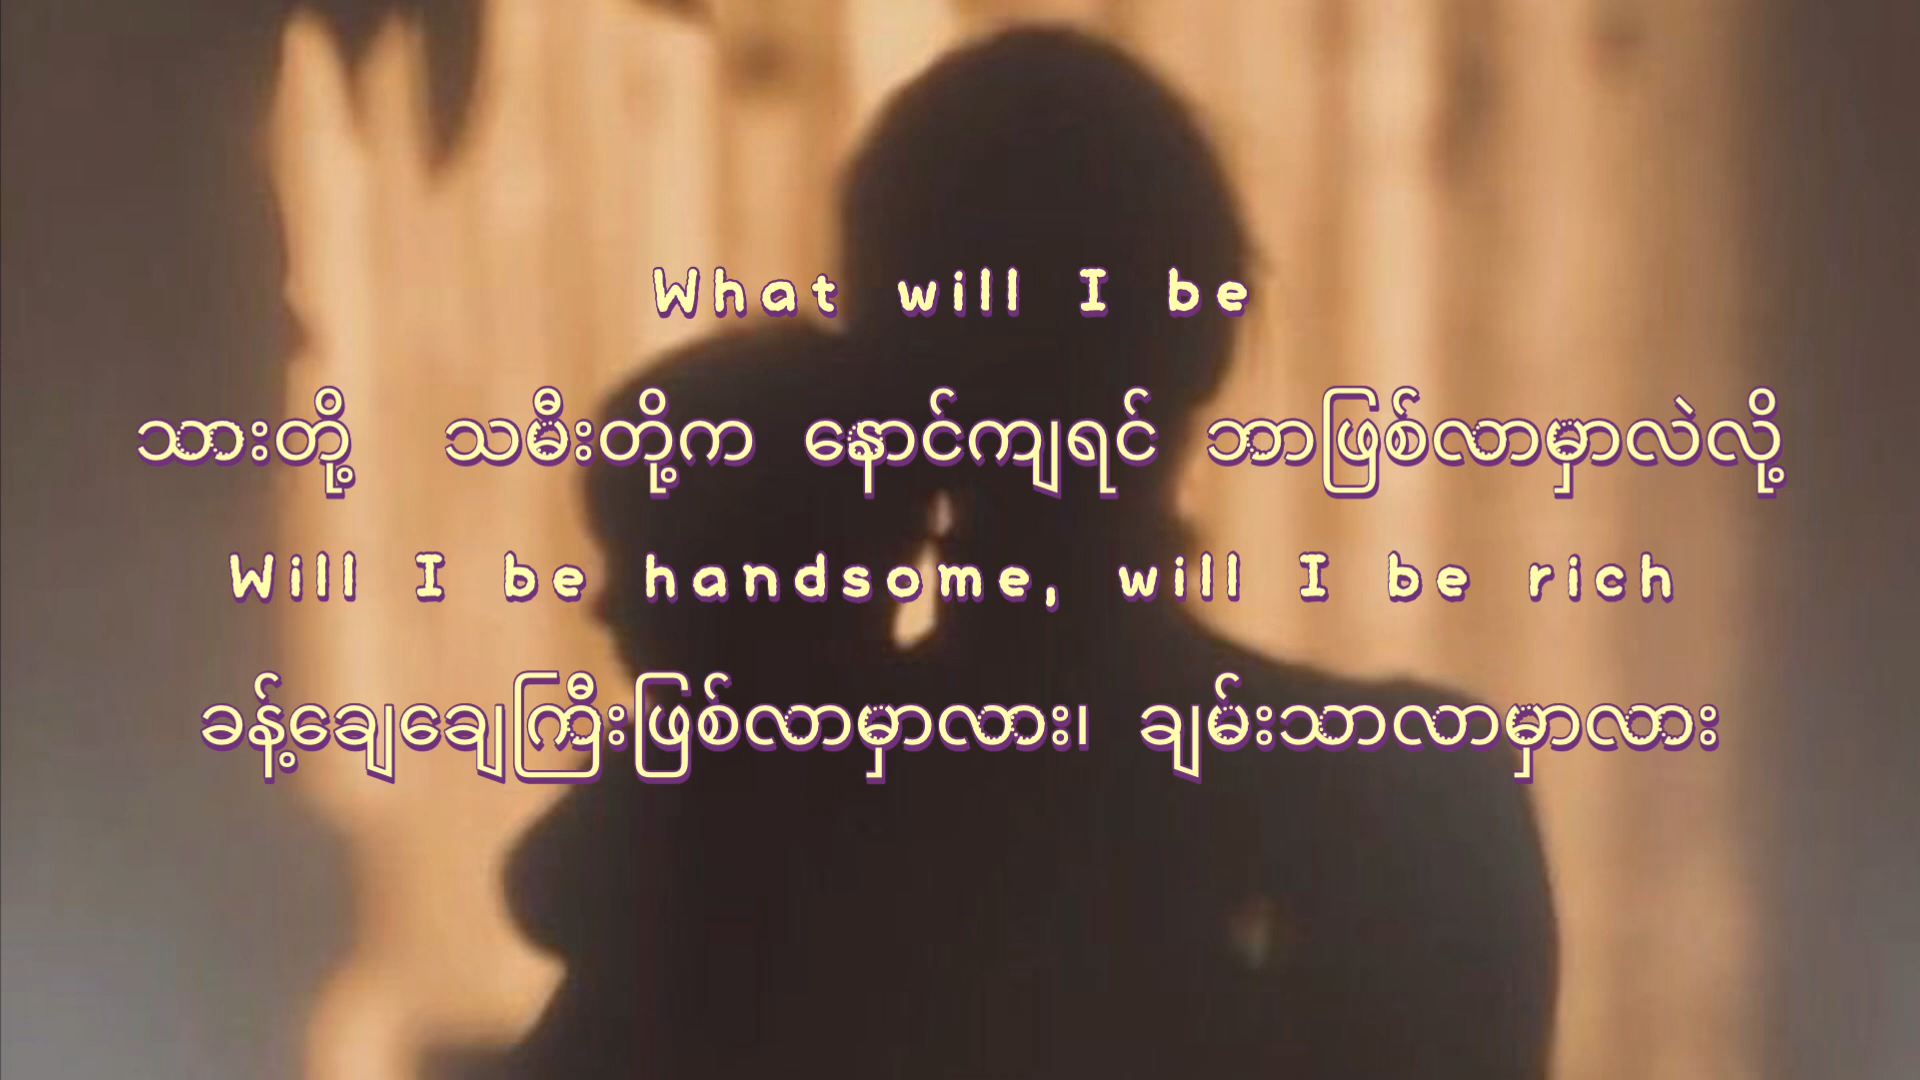 What will I be
သားတို့ သမီးတို့က နောင်ကျရင် ဘာဖြစ်လာမှာလဲလို့
Will I be handsome, will I be rich
ခန့်ချေချေကြီးဖြစ်လာမှာလား၊ ချမ်းသာလာမှာလား